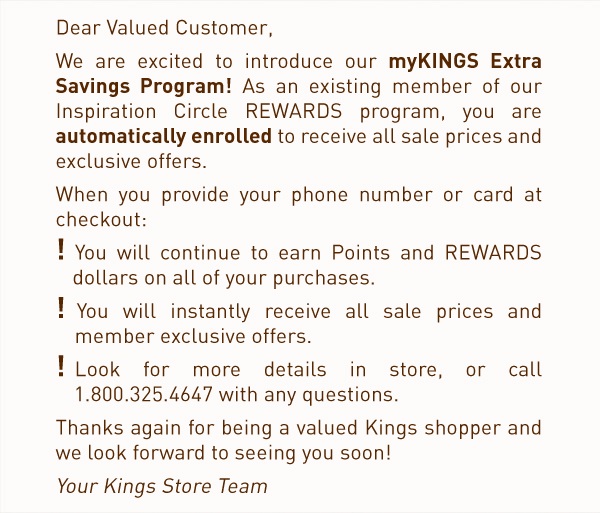 Dear Valued Customer,
We are excited to introduce our myKINGS Extra
Savings Program! As an existing member of our
Inspiration Circle REWARDS program, you are
automatically enrolled to receive all sale prices and
exclusive offers.
When you provide your phone number or card at
checkout:
! You will continue to earn Points and REWARDS
dollars on all of your purchases.
! You will instantly receive all sale prices and
member exclusive offers.
! Look for more details in store, or call
1.800.325.4647 with any questions.
Thanks again for being a valued Kings shopper and
we look forward to seeing you soon!
Your Kings Store Team